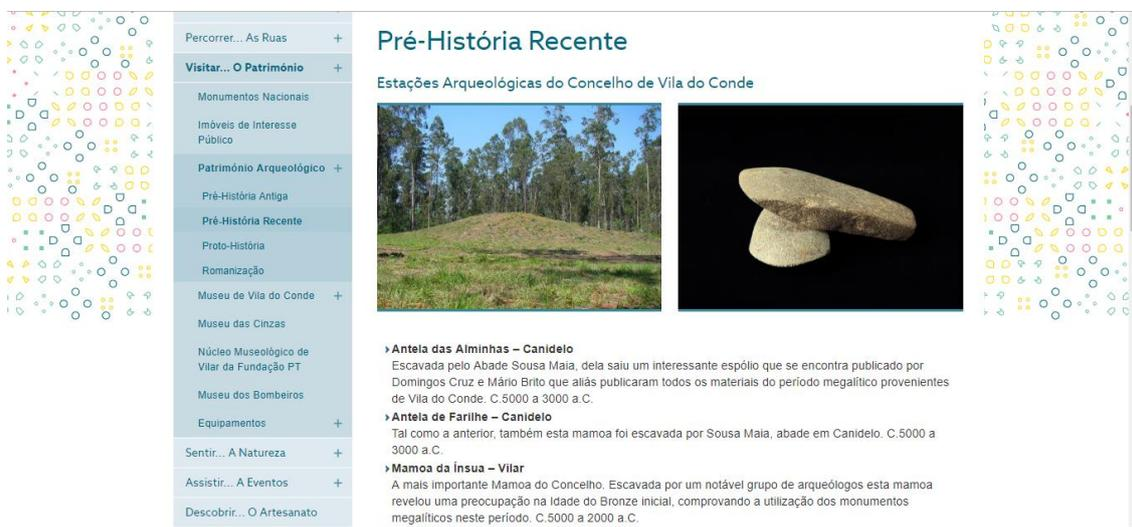 Percorrer... As Ruas +
Visitar... O Património +
Monumentos Nacionais
Imóveis de Interesse
Público
Património Arqueológico +
Pré-História Antiga
Pré-História Recente
Proto-História
Romanização
Museu de Vila do Conde +
Museu das Cinzas
Núcleo Museológico de
Vilar da Fundação PT
Museu dos Bombeiros
Equipamentos +
Sentir... A Natureza +
Assistir... A Eventos +
Descobrir... O Artesanato
Pré-História Recente
Estações Arqueológicas do Concelho de Vila do Conde
Antela das Alminhas – Canidelo
Escavada pelo Abade Sousa Maia, dela saiu um interessante espólio que se encontra publicado por
Domingos Cruz e Mário Brito que aliás publicaram todos os materiais do período megalítico provenientes
de Vila do Conde. C.5000 a 3000 a.C.
Antela de Farilhe – Canidelo
Tal como a anterior, também esta mamoa foi escavada por Sousa Maia, abade em Canidelo. C.5000 a
3000 a.C.
Mamoa da Ínsua – Vilar
A mais importante Mamoa do Concelho. Escavada por um notável grupo de arqueólogos esta mamoa
revelou uma preocupação na Idade do Bronze inicial, comprovando a utilização dos monumentos
megalíticos neste período. C.5000 a 2000 a.C.